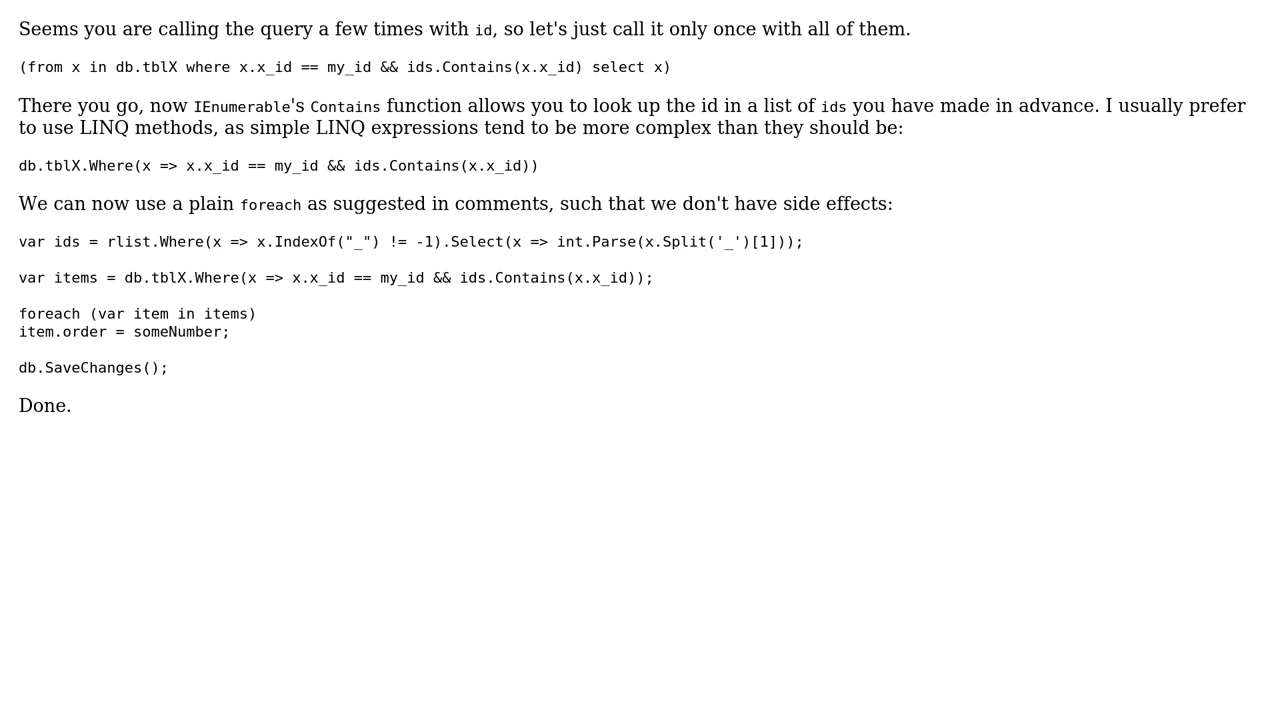 Seems you are calling the query a few times with id, so let's just call it only once with all of them.
(from x in db.tblX where x.x_id == my_id && ids.Contains(x.x_id) select x)
There you go, now IEnumerable's Contains function allows you to look up the id in a list of ids you have made in advance. I usually prefer
to use LINQ methods, as simple LINQ expressions tend to be more complex than they should be:
db.tblX.Where(x => x.x_id == my_id && ids.Contains(x.x_id))
We can now use a plain foreach as suggested in comments, such that we don't have side effects:
var ids = rlist.Where(x => x.IndexOf("_") != -1).Select(x => int.Parse(x.Split('_')[1]));
var items = db.tblX.Where(x => x.x_id == my_id && ids.Contains(x.x_id));
foreach (var item in items)
item.order = someNumber;
db.SaveChanges();
Done.